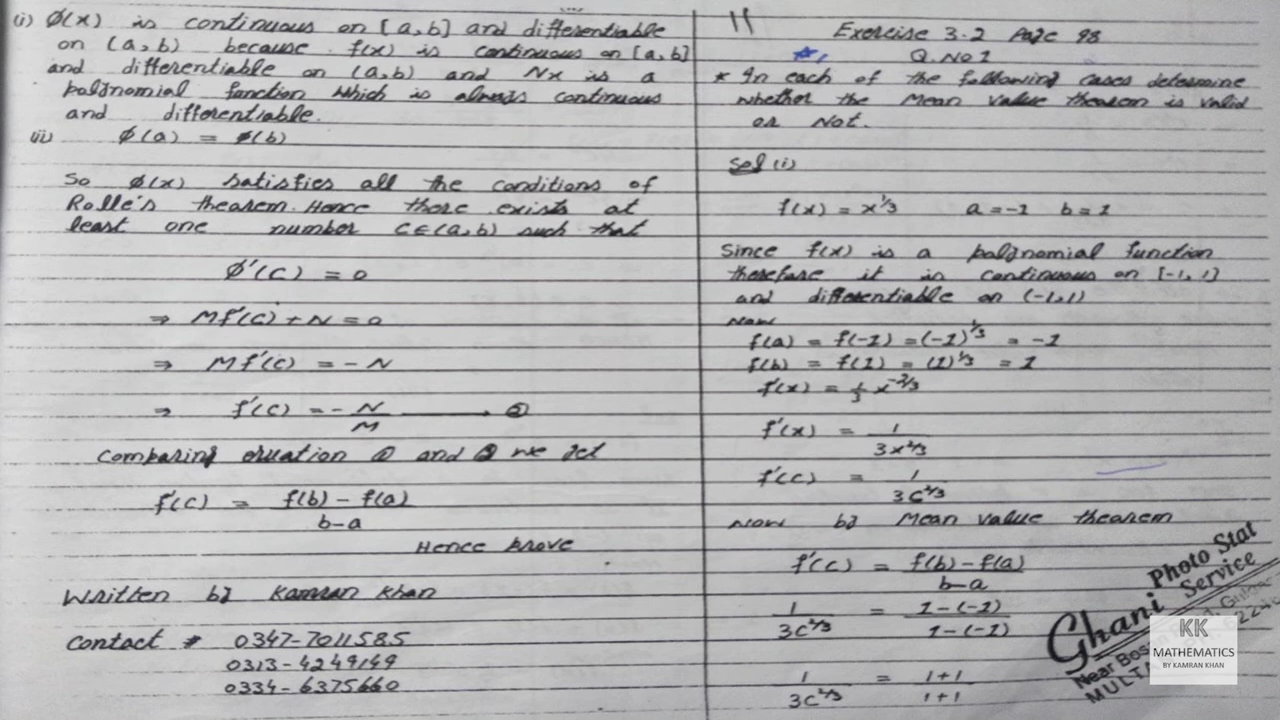 (i) Ø(x) is continuous on [a,b] and differentiable
on (a,b) because f(x) is continuous on [a,b]
and differentiable on (a,b) and Nx is a
polynomial function which is always continuous
and differentiable.
(ii) Ø(a) = Ø(b)
So Ø(x) satisfies all the conditions of
Rolle's theorem. Hence there exists at
least one number C∈(a,b) such that
Ø'(C) = 0
⇒ Mf'(C) + N = 0
⇒ Mf'(C) = - N
⇒ f'(C) = - N/M ——— ②
Comparing equation ① and ② we get
f'(C) = f(b) - f(a) / b-a
Hence prove
Written by Kamran Khan
Contact # 0347-7011585
0313-4249149
0334-6375660
11
Exercise 3.2 Page 98
Q.No 1
* In each of the following cases determine
whether the Mean value theorem is valid
or Not.
Sol (i)
f(x) = x^1/3 a = -1 b = 1
Since f(x) is a polynomial function
therefore it is continuous on [-1,1]
and differentiable on (-1,1)
Now
f(a) = f(-1) = (-1)^1/3 = -1
f(b) = f(1) = (1)^1/3 = 1
f'(x) = 1/3 x^-2/3
f'(x) = 1 / 3x^2/3
f'(c) = 1 / 3C^2/3
Now by Mean value theorem
f'(c) = f(b) - f(a) / b-a
1 / 3C^2/3 = 1-(-1) / 1-(-1)
1 / 3C^2/3 = 1+1 / 1+1
Ghani Photo Stat
Service
Near
KK
MATHEMATICS
BY KAMRAN KHAN